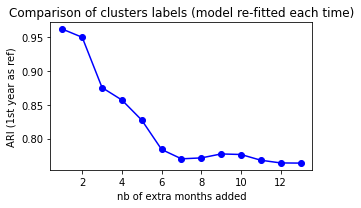 Comparison of clusters labels (model re-fitted each time)
0.95
0.90
0.85
0.80
ARI (1st year as ref)
2 4 6 8 10 12
nb of extra months added